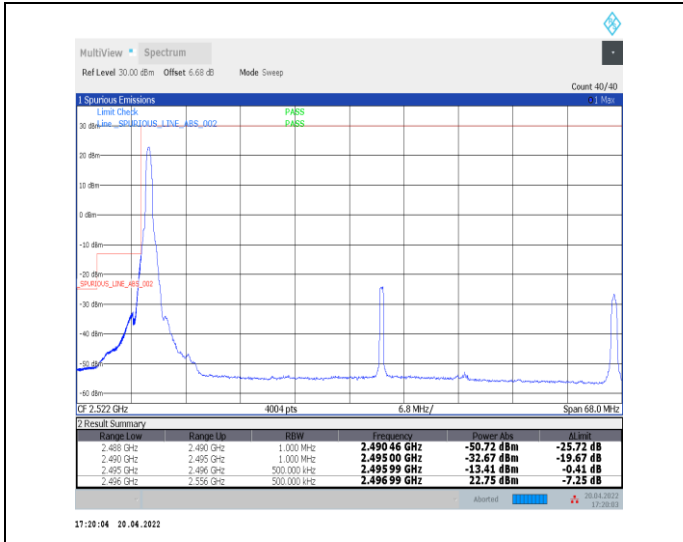 MultiView Spectrum
Ref Level 30.00 dBm Offset 6.68 dB Mode Sweep
Count 40/40
1 Spurious Emissions 1 Max
Limit Check PASS
Line _SPURIOUS_LINE_ABS_002 PASS
30 dBm
20 dBm
10 dBm
0 dBm
-10 dBm
-20 dBm
_SPURIOUS_LINE_ABS_002
-30 dBm
-40 dBm
-50 dBm
-60 dBm
CF 2.522 GHz 4004 pts 6.8 MHz/ Span 68.0 MHz
2 Result Summary
Range Low Range Up RBW Frequency Power Abs ΔLimit
2.488 GHz 2.490 GHz 1.000 MHz 2.490 46 GHz -50.72 dBm -25.72 dB
2.490 GHz 2.495 GHz 1.000 MHz 2.495 00 GHz -32.67 dBm -19.67 dB
2.495 GHz 2.496 GHz 500.000 kHz 2.495 99 GHz -13.41 dBm -0.41 dB
2.496 GHz 2.556 GHz 500.000 kHz 2.496 99 GHz 22.75 dBm -7.25 dB
Aborted 20.04.2022
17:20:03
17:20:04 20.04.2022